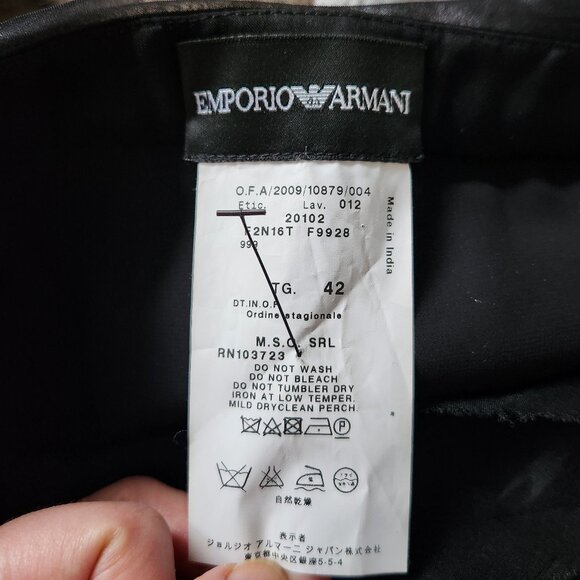 EMPORIO ARMANI
O.F.A/2009/10879/004
Etic. Lav. 012
20102
F2N16T F9928
999
Made in India
TG. 42
DT.IN.O.P
Ordine stagionale
M.S.C. SRL
RN103723
DO NOT WASH
DO NOT BLEACH
DO NOT TUMBLER DRY
IRON AT LOW TEMPER.
MILD DRYCLEAN PERCH.
P
自然乾燥
表示者
ジョルジオ アルマーニ ジャパン株式会社
東京都中央区銀座5-5-4